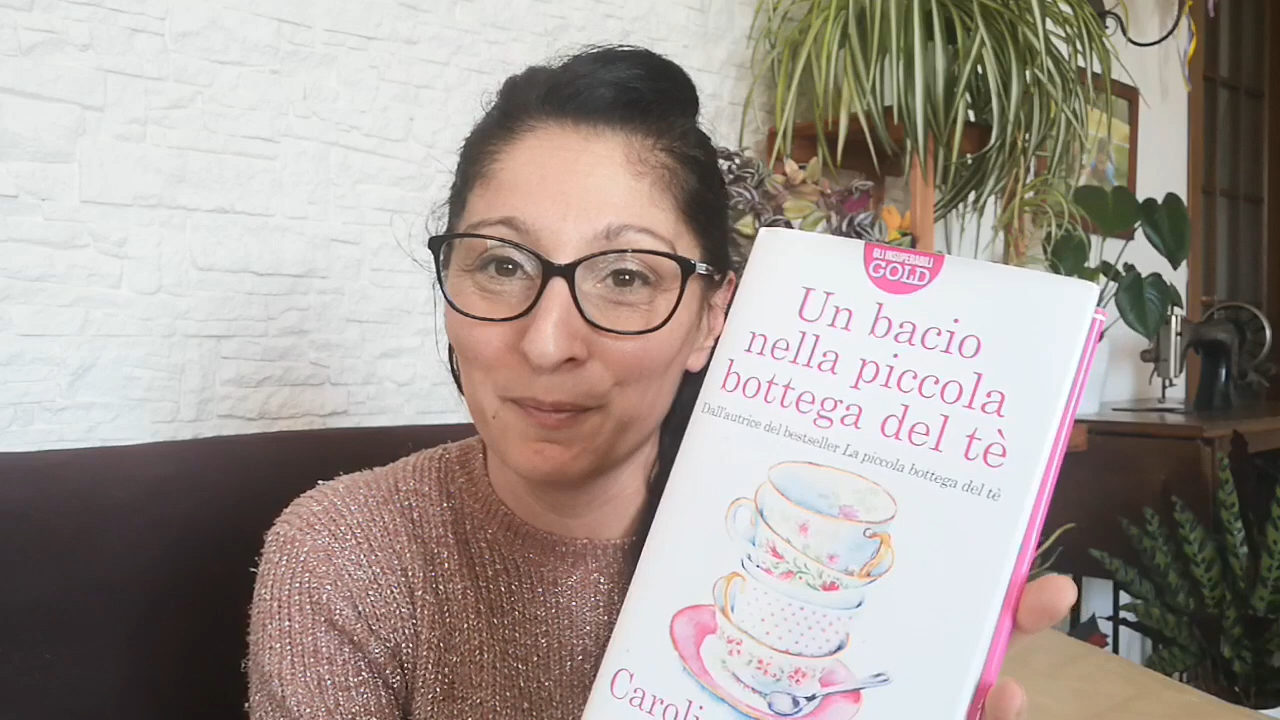 GLI INSUPERABILI
GOLD
Un bacio
nella piccola
bottega del tè
Dall'autrice del bestseller La piccola bottega del tè
Caroli